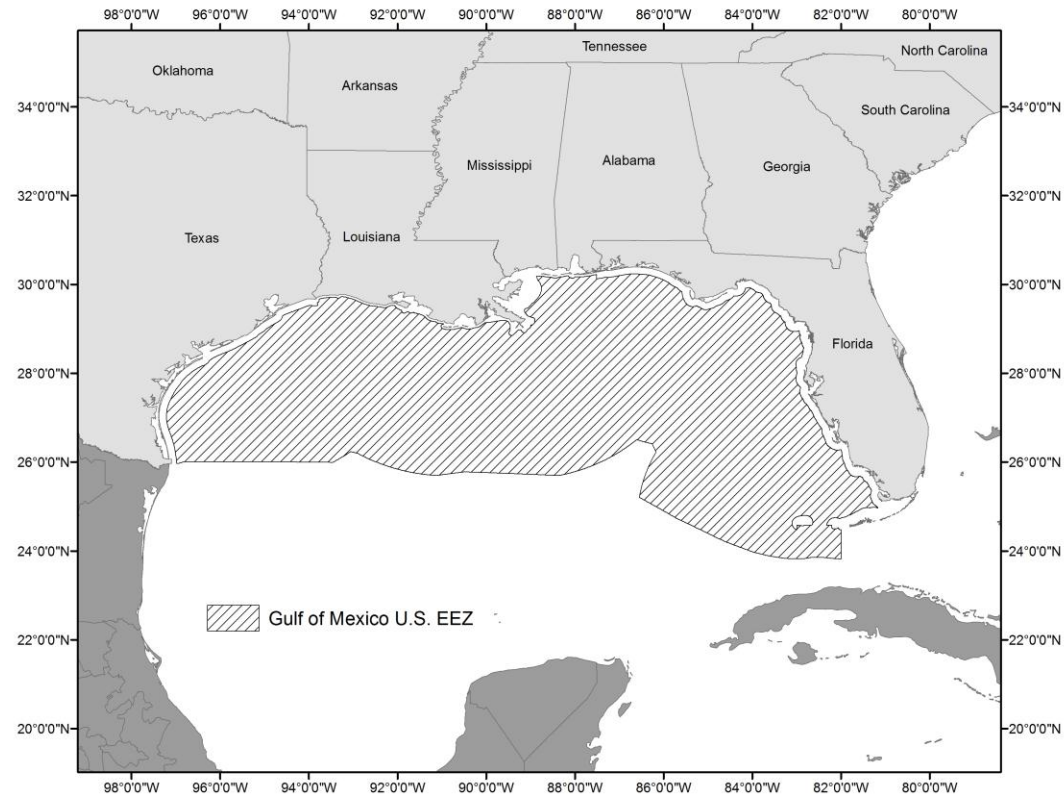 98°0'0"W 96°0'0"W 94°0'0"W 92°0'0"W 90°0'0"W 88°0'0"W 86°0'0"W 84°0'0"W 82°0'0"W 80°0'0"W
Tennessee
North Carolina
Oklahoma
Arkansas
34°0'0"N 34°0'0"N
South Carolina
Mississippi Alabama Georgia
32°0'0"N 32°0'0"N
Texas Louisiana
30°0'0"N 30°0'0"N
Florida
28°0'0"N 28°0'0"N
26°0'0"N 26°0'0"N
24°0'0"N 24°0'0"N
Gulf of Mexico U.S. EEZ
22°0'0"N 22°0'0"N
20°0'0"N 20°0'0"N
98°0'0"W 96°0'0"W 94°0'0"W 92°0'0"W 90°0'0"W 88°0'0"W 86°0'0"W 84°0'0"W 82°0'0"W 80°0'0"W